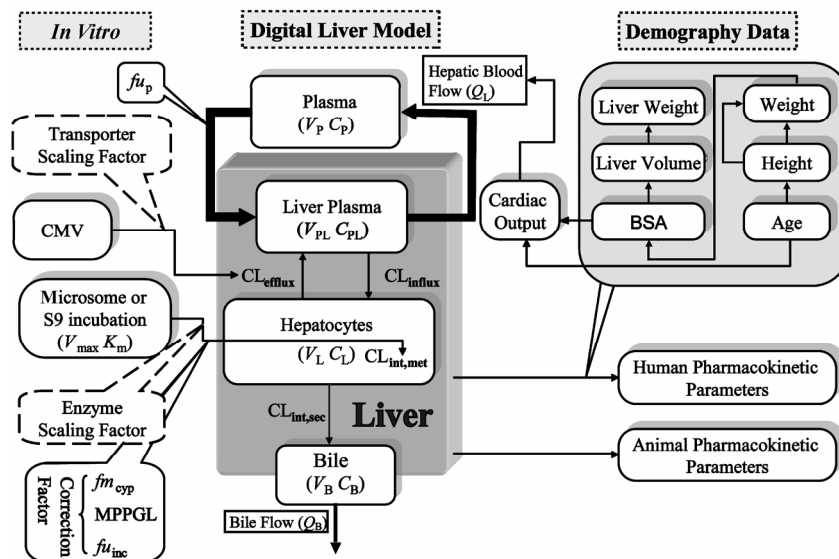 In Vitro
Digital Liver Model
Demography Data
fup
Plasma
(VP CP)
Hepatic Blood
Flow (QL)
Transporter
Scaling Factor
CMV
Liver Plasma
(VPL CPL)
CLefflux
CLinflux
Microsome or
S9 incubation
(Vmax Km)
Hepatocytes
(VL CL)
CLint,met
Enzyme
Scaling Factor
CLint,sec
Liver
Correction
Factor
fmcyp
MPPGL
fuinc
Bile
(VB CB)
Bile Flow (QB)
Cardiac
Output
Liver Weight
Liver Volume
BSA
Weight
Height
Age
Human Pharmacokinetic
Parameters
Animal Pharmacokinetic
Parameters